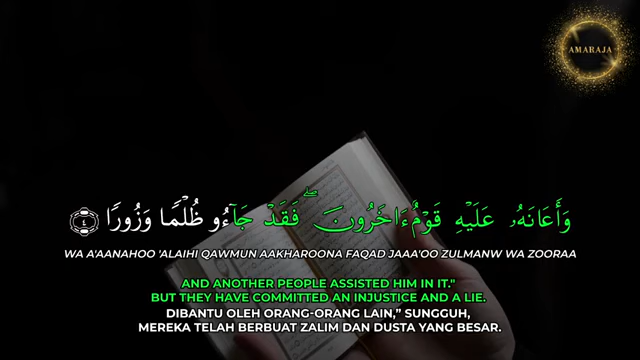 AMARAJA
وَأَعَانَهُۥ عَلَيْهِ قَوْمٌ ءَاخَرُونَ ۖ فَقَدْ جَآءُو ظُلْمًا وَزُورًا ٤
WA A'AANAHOO 'ALAIHI QAWMUN AAKHAROONA FAQAD JAAA'OO ZULMANW WA ZOORAA
AND ANOTHER PEOPLE ASSISTED HIM IN IT."
BUT THEY HAVE COMMITTED AN INJUSTICE AND A LIE.
DIBANTU OLEH ORANG-ORANG LAIN,” SUNGGUH,
MEREKA TELAH BERBUAT ZALIM DAN DUSTA YANG BESAR.